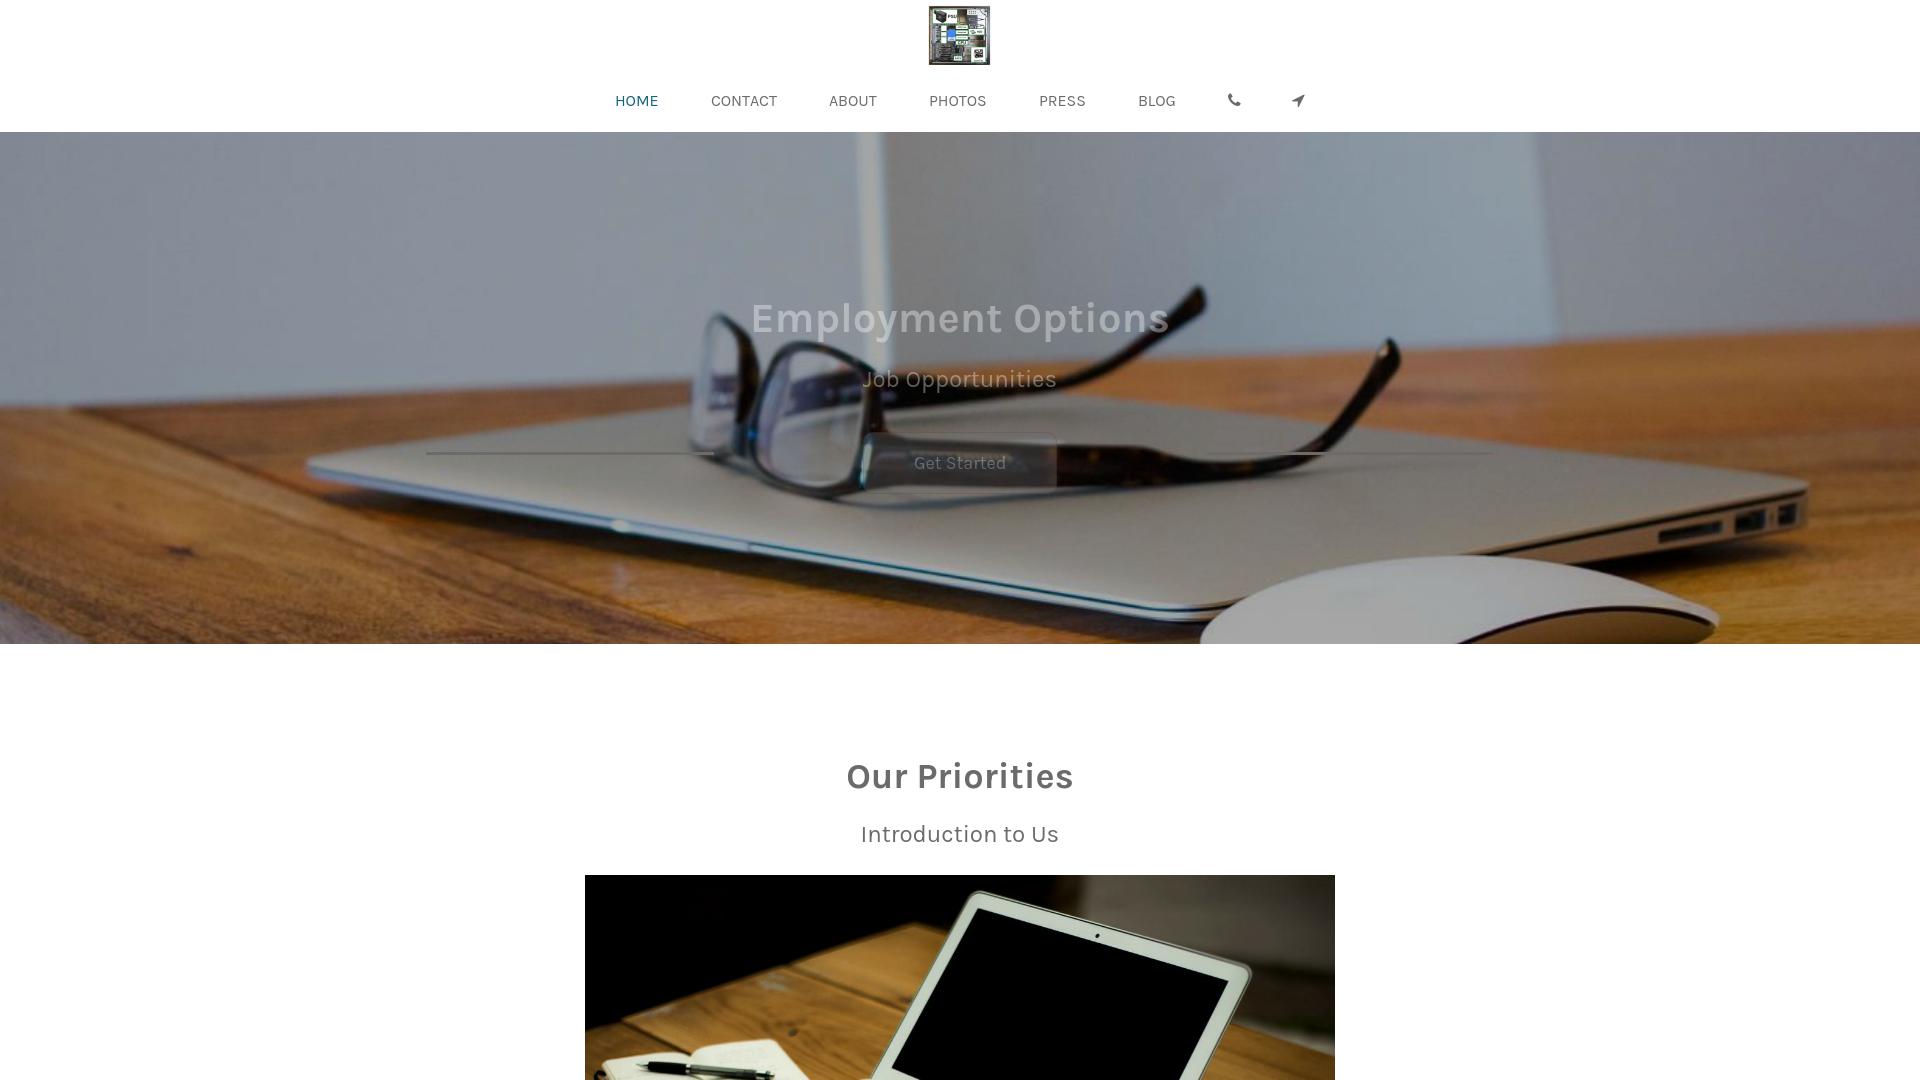 HOME CONTACT ABOUT PHOTOS PRESS BLOG
Employment Options
Job Opportunities
Get Started
Our Priorities
Introduction to Us